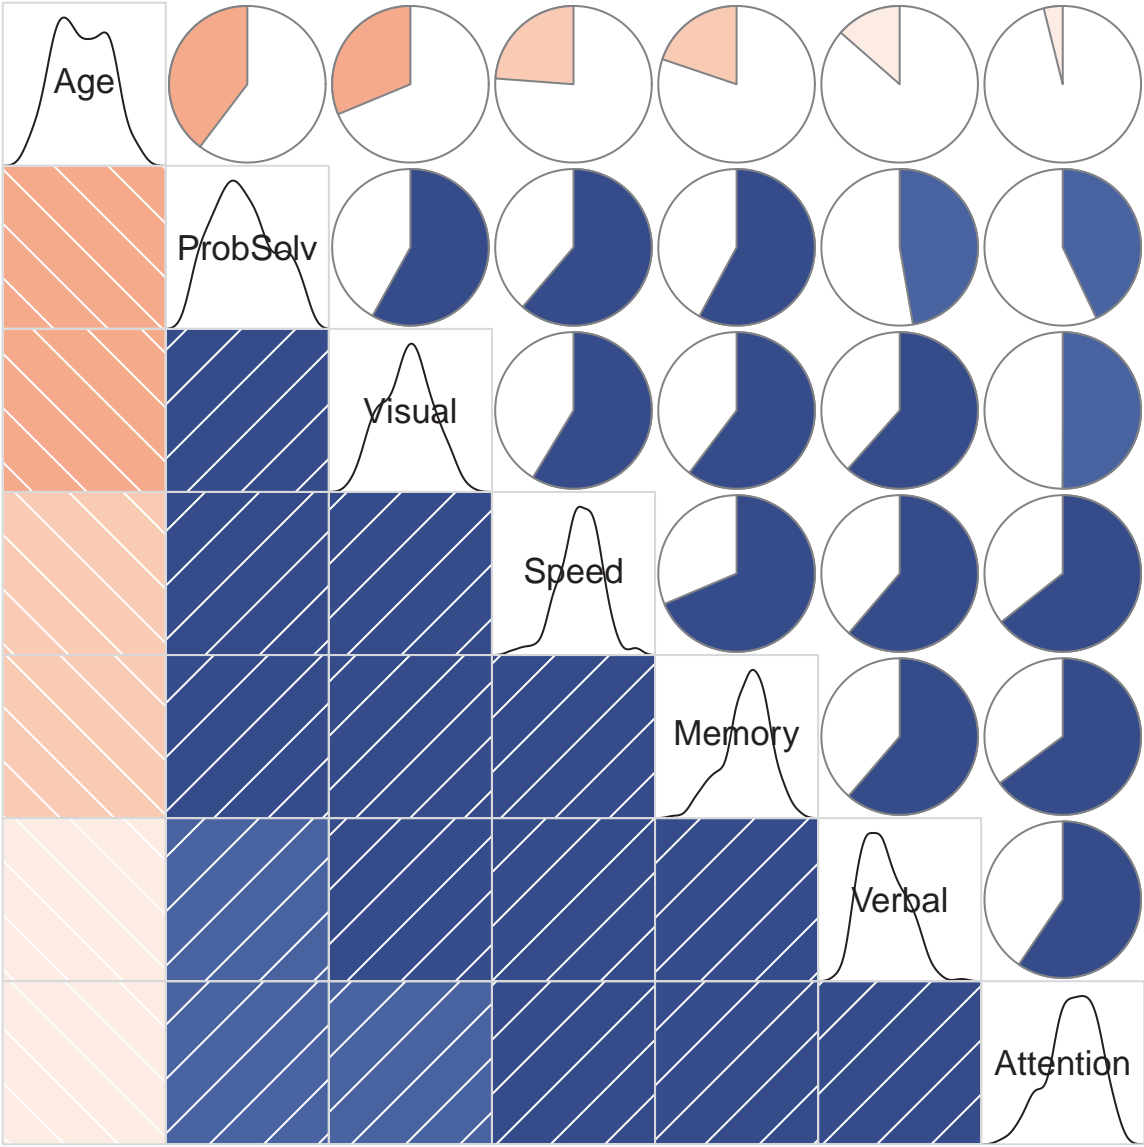 Age
ProbSolv
Visual
Speed
Memory
Verbal
Attention